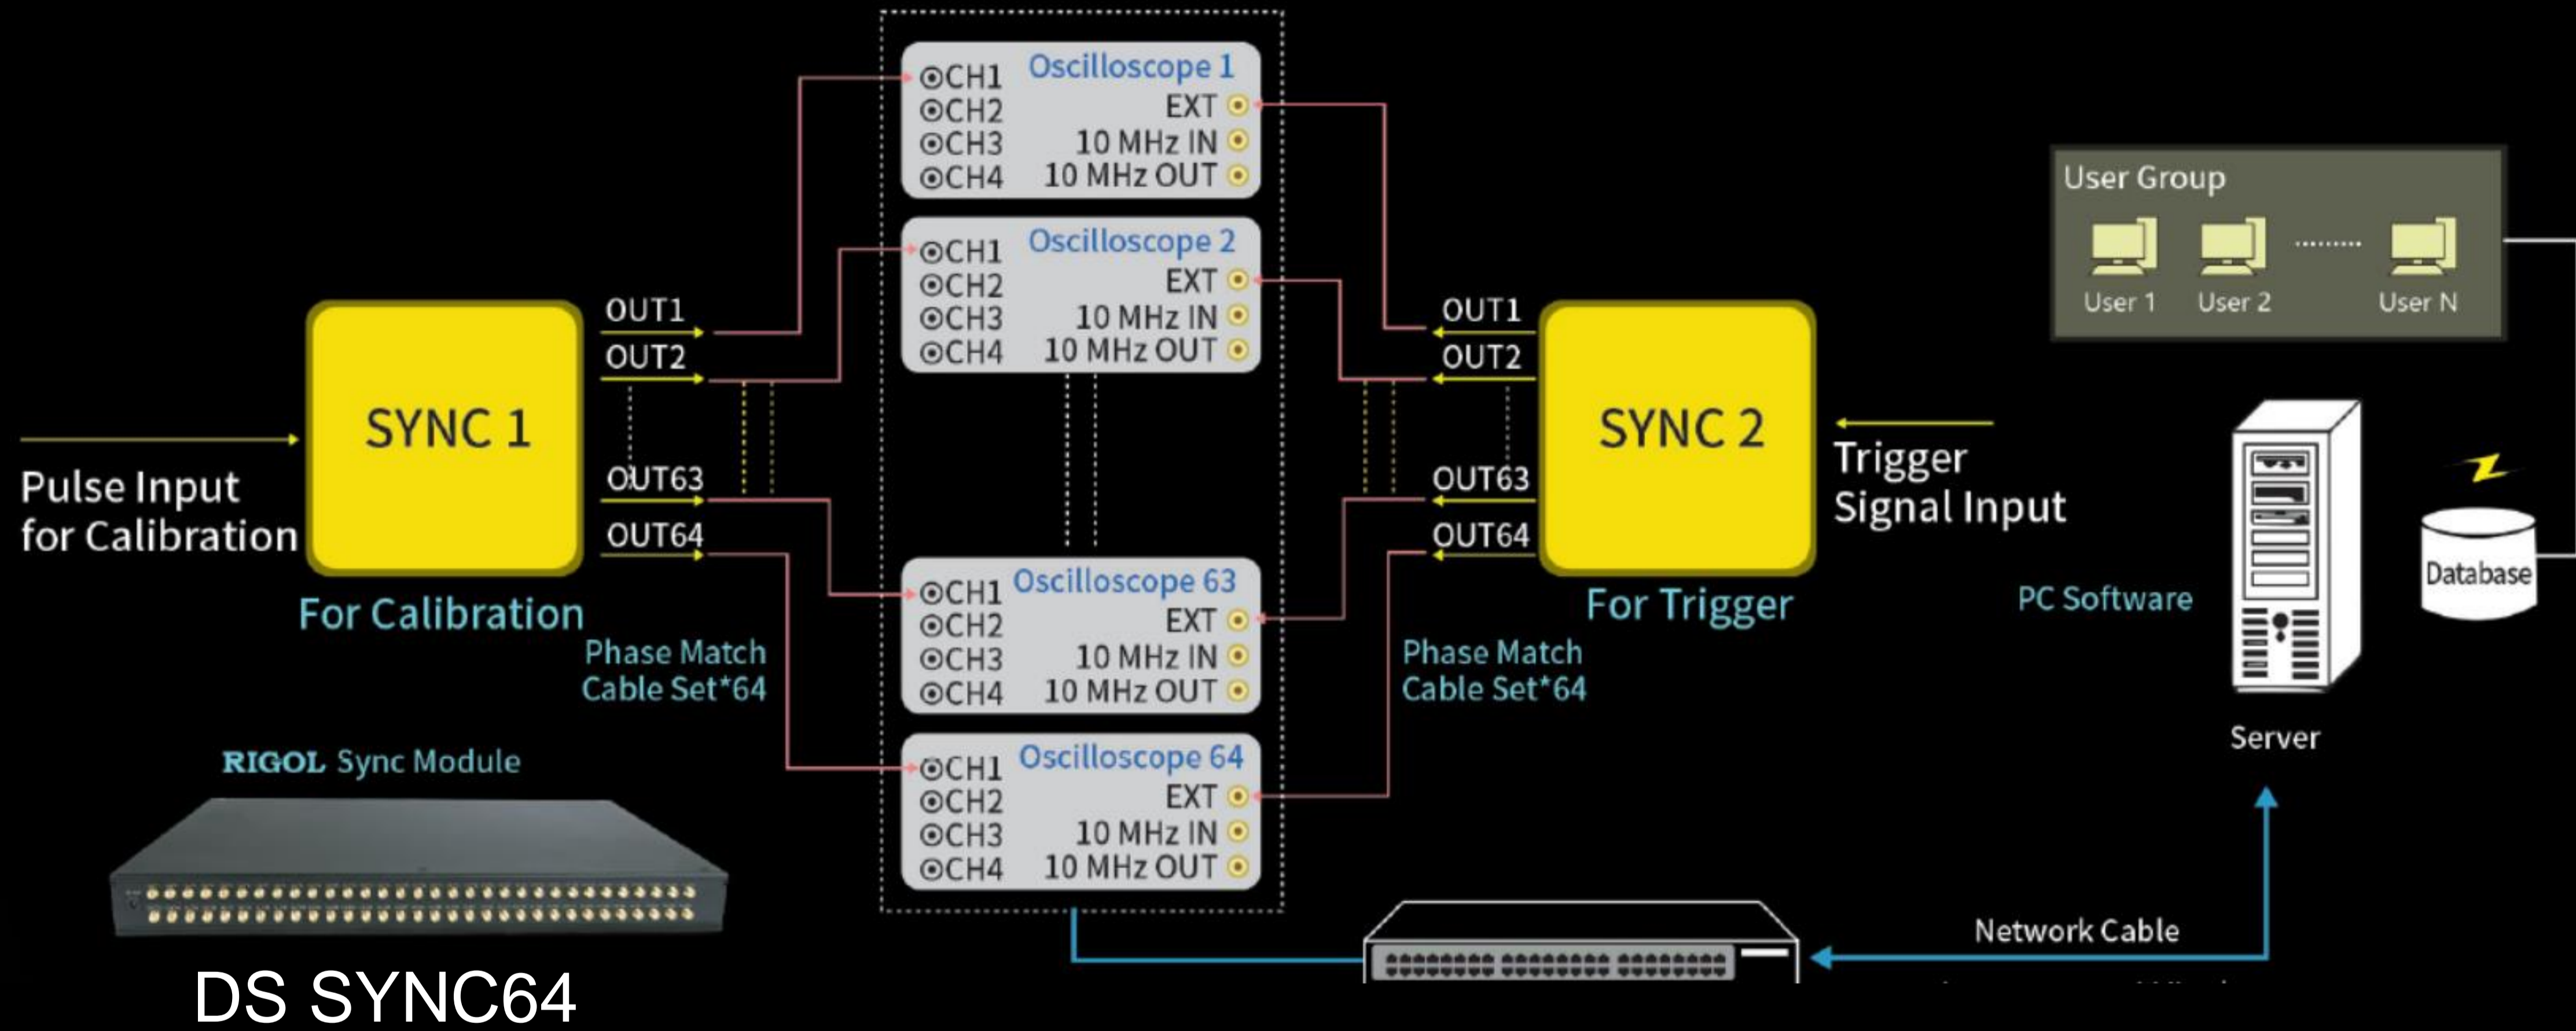 Pulse Input
for Calibration
SYNC 1
For Calibration
OUT1
OUT2
OUT63
OUT64
Phase Match
Cable Set*64
RIGOL Sync Module
DS SYNC64
Oscilloscope 1
CH1
CH2
CH3
CH4
EXT
10 MHz IN
10 MHz OUT
Oscilloscope 2
CH1
CH2
CH3
CH4
EXT
10 MHz IN
10 MHz OUT
Oscilloscope 63
CH1
CH2
CH3
CH4
EXT
10 MHz IN
10 MHz OUT
Oscilloscope 64
CH1
CH2
CH3
CH4
EXT
10 MHz IN
10 MHz OUT
OUT1
OUT2
OUT63
OUT64
Phase Match
Cable Set*64
SYNC 2
For Trigger
Trigger
Signal Input
User Group
User 1
User 2
User N
PC Software
Database
Server
Network Cable